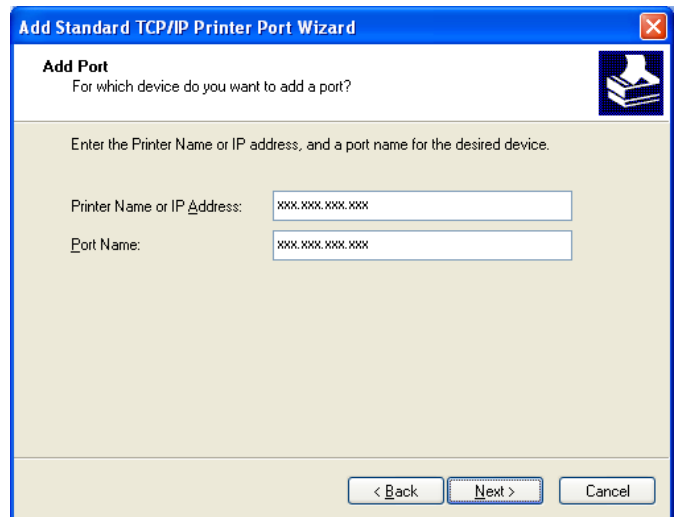 Add Standard TCP/IP Printer Port Wizard
Add Port
For which device do you want to add a port?
Enter the Printer Name or IP address, and a port name for the desired device.
Printer Name or IP Address: xxx.xxx.xxx.xxx
Port Name: xxx.xxx.xxx.xxx
< Back Next > Cancel